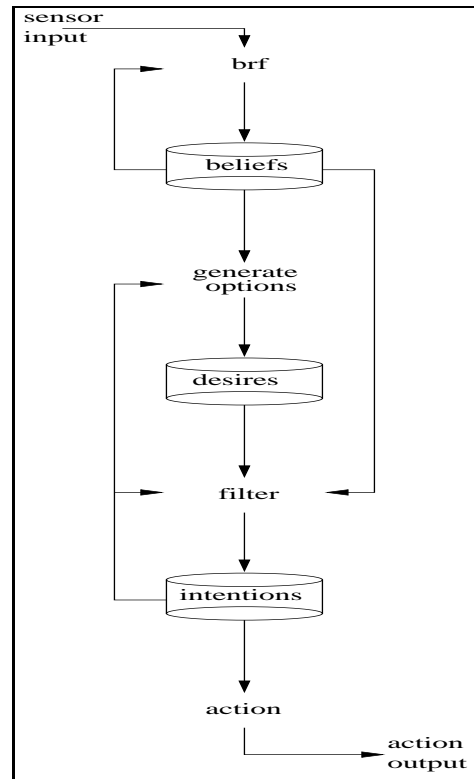 sensor
input
brf
beliefs
generate
options
desires
filter
intentions
action
action
output